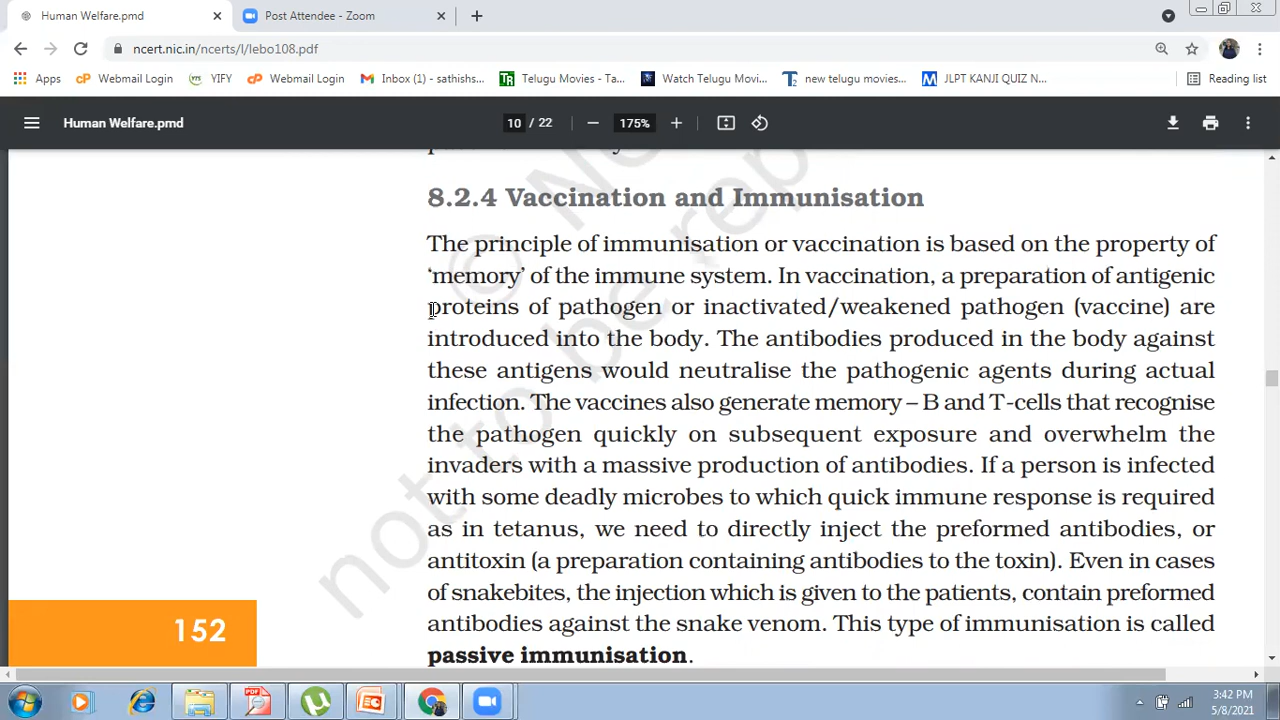 Human Welfare.pmd
Post Attendee - Zoom
ncert.nic.in/ncerts/l/lebo108.pdf
Apps
Webmail Login
YIFY
Webmail Login
Inbox (1) - sathishs...
Telugu Movies - Ta...
Watch Telugu Movi...
new telugu movies...
JLPT KANJI QUIZ N...
Reading list
Human Welfare.pmd
10 / 22
175%
8.2.4 Vaccination and Immunisation
The principle of immunisation or vaccination is based on the property of
‘memory’ of the immune system. In vaccination, a preparation of antigenic
proteins of pathogen or inactivated/weakened pathogen (vaccine) are
introduced into the body. The antibodies produced in the body against
these antigens would neutralise the pathogenic agents during actual
infection. The vaccines also generate memory – B and T-cells that recognise
the pathogen quickly on subsequent exposure and overwhelm the
invaders with a massive production of antibodies. If a person is infected
with some deadly microbes to which quick immune response is required
as in tetanus, we need to directly inject the preformed antibodies, or
antitoxin (a preparation containing antibodies to the toxin). Even in cases
of snakebites, the injection which is given to the patients, contain preformed
antibodies against the snake venom. This type of immunisation is called
passive immunisation.
152
not to be rep
3:42 PM
5/8/2021